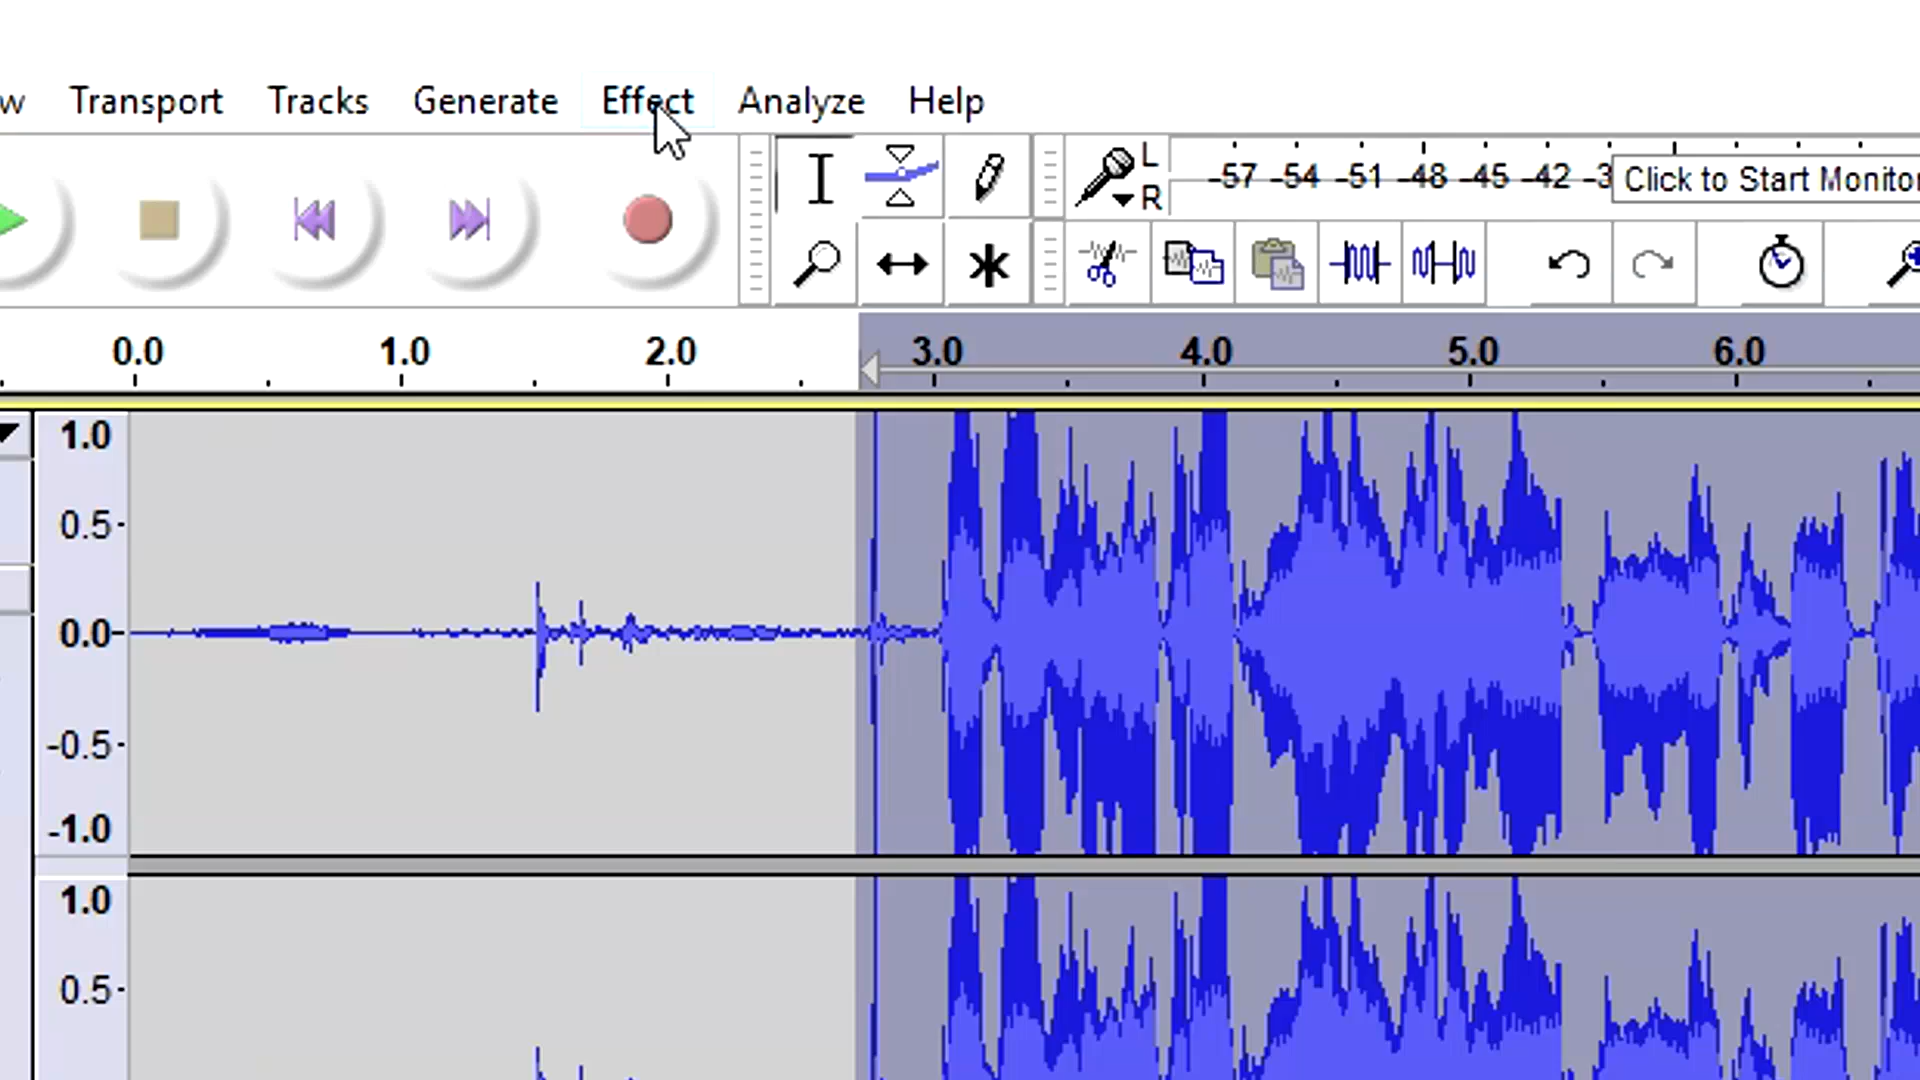 w Transport Tracks Generate Effect Analyze Help
L
R
-57 -54 -51 -48 -45 -42 -3
Click to Start Monitor
0.0 1.0 2.0 3.0 4.0 5.0 6.0
1.0
0.5-
0.0-
-0.5-
-1.0
1.0
0.5-